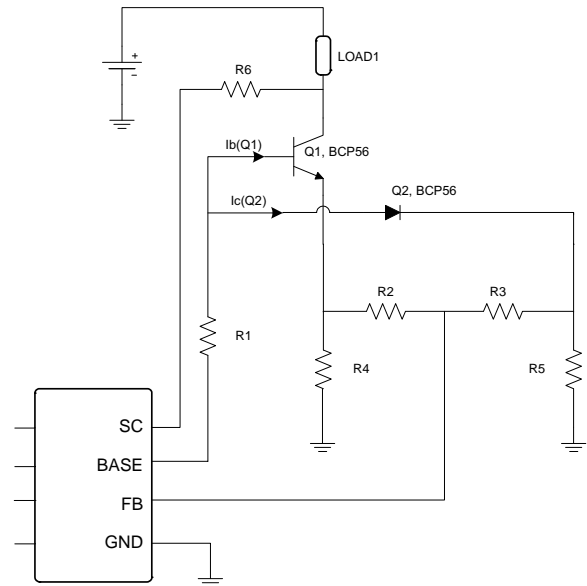 +
−
LOAD1
R6
Ib(Q1)
Q1, BCP56
Q2, BCP56
Ic(Q2)
R2
R3
R1
R4
R5
SC
BASE
FB
GND